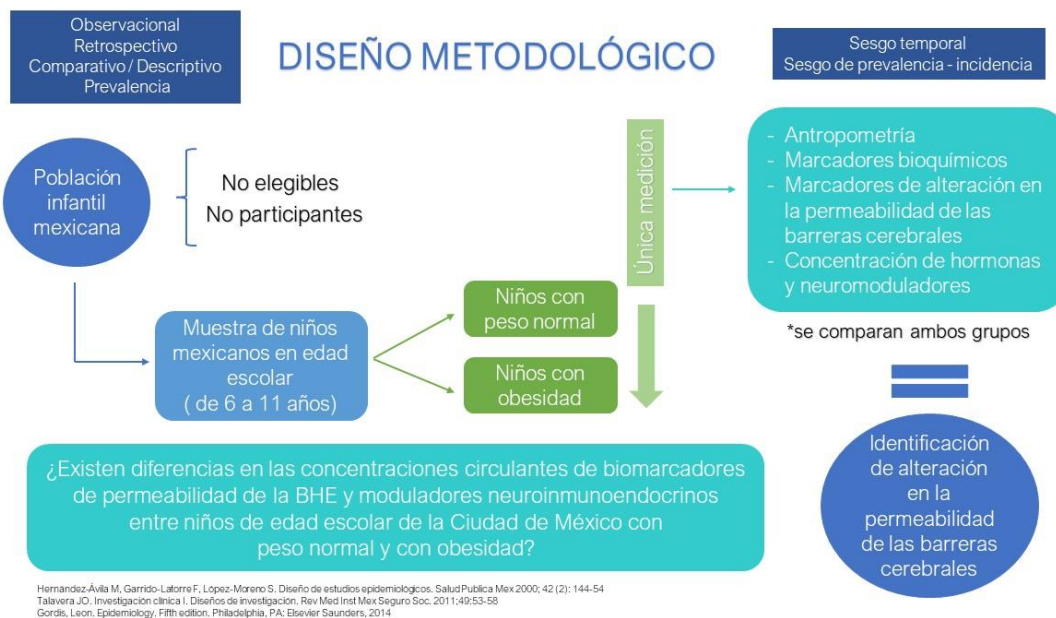 Observacional
Retrospectivo
Comparativo / Descriptivo
Prevalencia
DISEÑO METODOLÓGICO
Sesgo temporal
Sesgo de prevalencia - incidencia
Población
infantil
mexicana
No elegibles
No participantes
Muestra de niños
mexicanos en edad
escolar
( de 6 a 11 años)
Niños con
peso normal
Niños con
obesidad
Única medición
- Antropometría
- Marcadores bioquímicos
- Marcadores de alteración en
la permeabilidad de las
barreras cerebrales
- Concentración de hormonas
y neuromoduladores
*se comparan ambos grupos
Identificación
de alteración
en la
permeabilidad
de las barreras
cerebrales
¿Existen diferencias en las concentraciones circulantes de biomarcadores
de permeabilidad de la BHE y moduladores neuroinmunoendocrinos
entre niños de edad escolar de la Ciudad de México con
peso normal y con obesidad?
Hernandez-Ávila M, Garrido-Latorre F, López-Moreno S. Diseño de estudios epidemiológicos. Salud Publica Mex 2000; 42 (2): 144-54
Talavera JO. Investigación clínica I. Diseños de investigación. Rev Med Inst Mex Seguro Soc. 2011;49:53-58
Gordis, Leon. Epidemiology. Fifth edition. Philadelphia, PA: Elsevier Saunders, 2014